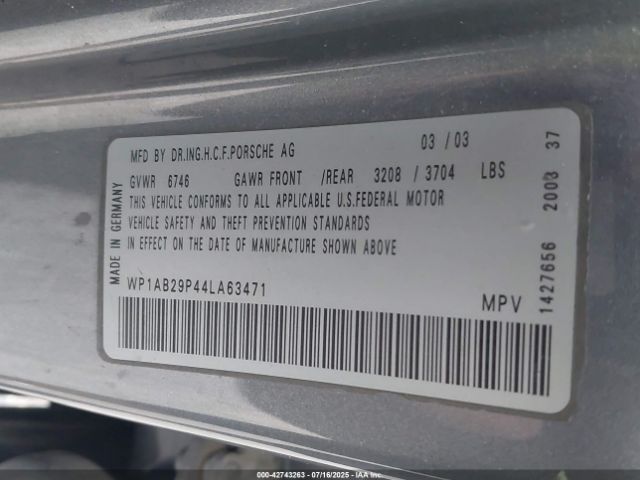 MFD BY DR.ING.H.C.F.PORSCHE AG 03 / 03
GVWR 6746 GAWR FRONT /REAR 3208 / 3704 LBS
THIS VEHICLE CONFORMS TO ALL APPLICABLE U.S.FEDERAL MOTOR
VEHICLE SAFETY AND THEFT PREVENTION STANDARDS
IN EFFECT ON THE DATE OF MANUFACTURE SHOWN ABOVE
WP1AB29P44LA63471
MPV
MADE IN GERMANY
1427656 2003 37
000-42743263 - 07/16/2025 - IAAI.COM